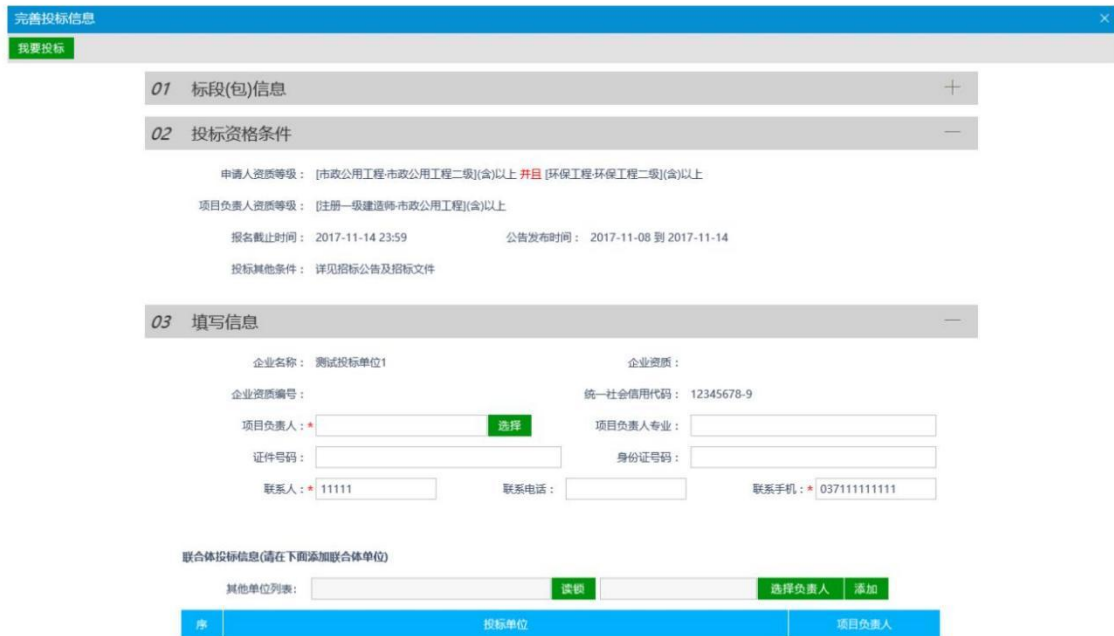 完善投标信息
我要投标
01 标段(包)信息
02 投标资格条件
申请人资质等级： [市政公用工程·市政公用工程二级](含)以上 并且 [环保工程·环保工程二级](含)以上
项目负责人资质等级： [注册一级建造师·市政公用工程](含)以上
报名截止时间： 2017-11-14 23:59 公告发布时间： 2017-11-08 到 2017-11-14
投标其他条件： 详见招标公告及招标文件
03 填写信息
企业名称： 测试投标单位1 企业资质：
企业资质编号： 统一社会信用代码： 12345678-9
项目负责人：* 选择 项目负责人专业：
证件号码： 身份证号码：
联系人：* 11111 联系电话： 联系手机：* 037111111111
联合体投标信息(请在下面添加联合体单位)
其他单位列表： 读锁 选择负责人 添加
序 投标单位 项目负责人